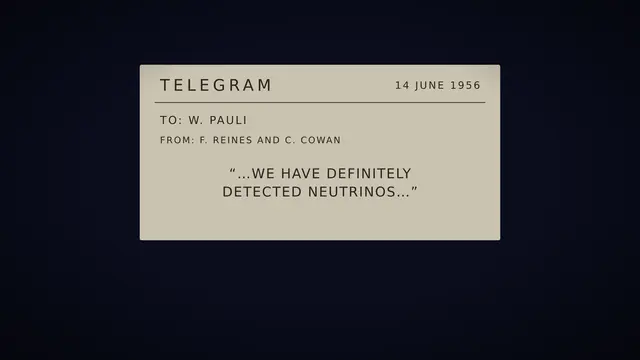 TELEGRAM
14 JUNE 1956
TO: W. PAULI
FROM: F. REINES AND C. COWAN
“...WE HAVE DEFINITELY
DETECTED NEUTRINOS...”